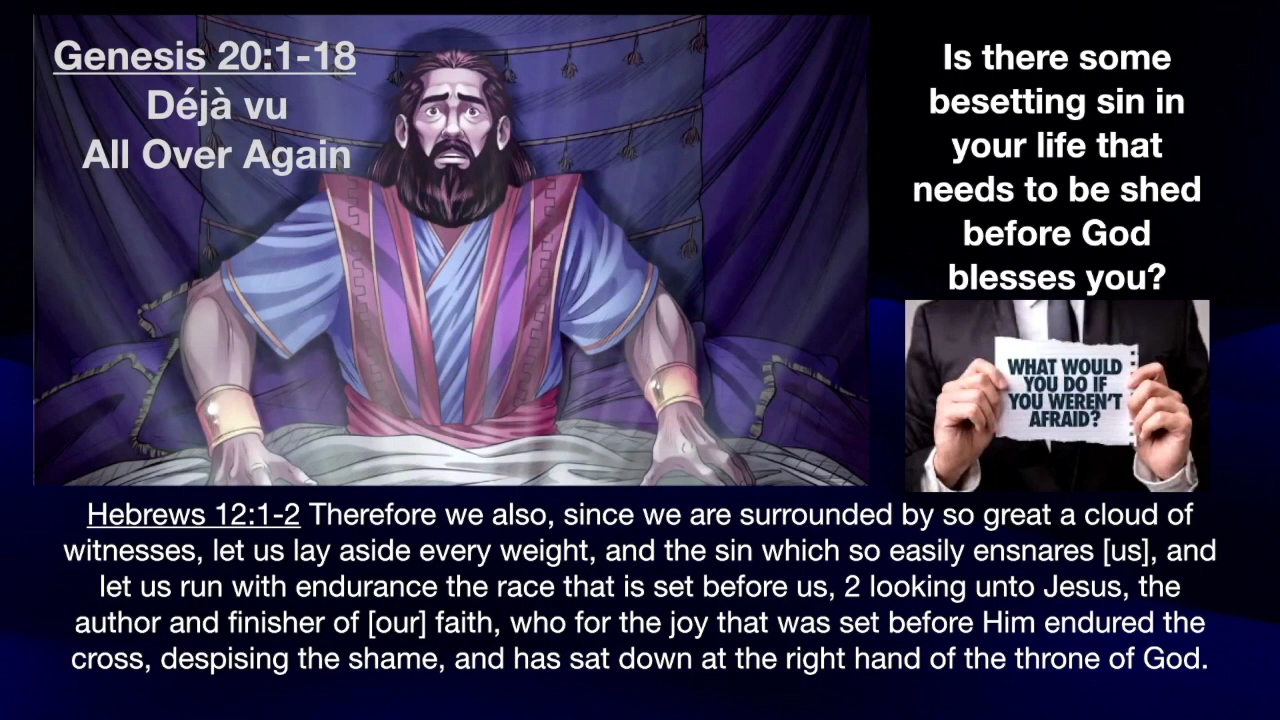 Genesis 20:1-18
Déjà vu
All Over Again
Is there some
besetting sin in
your life that
needs to be shed
before God
blesses you?
WHAT WOULD
YOU DO IF
YOU WEREN'T
AFRAID?
Hebrews 12:1-2 Therefore we also, since we are surrounded by so great a cloud of
witnesses, let us lay aside every weight, and the sin which so easily ensnares [us], and
let us run with endurance the race that is set before us, 2 looking unto Jesus, the
author and finisher of [our] faith, who for the joy that was set before Him endured the
cross, despising the shame, and has sat down at the right hand of the throne of God.